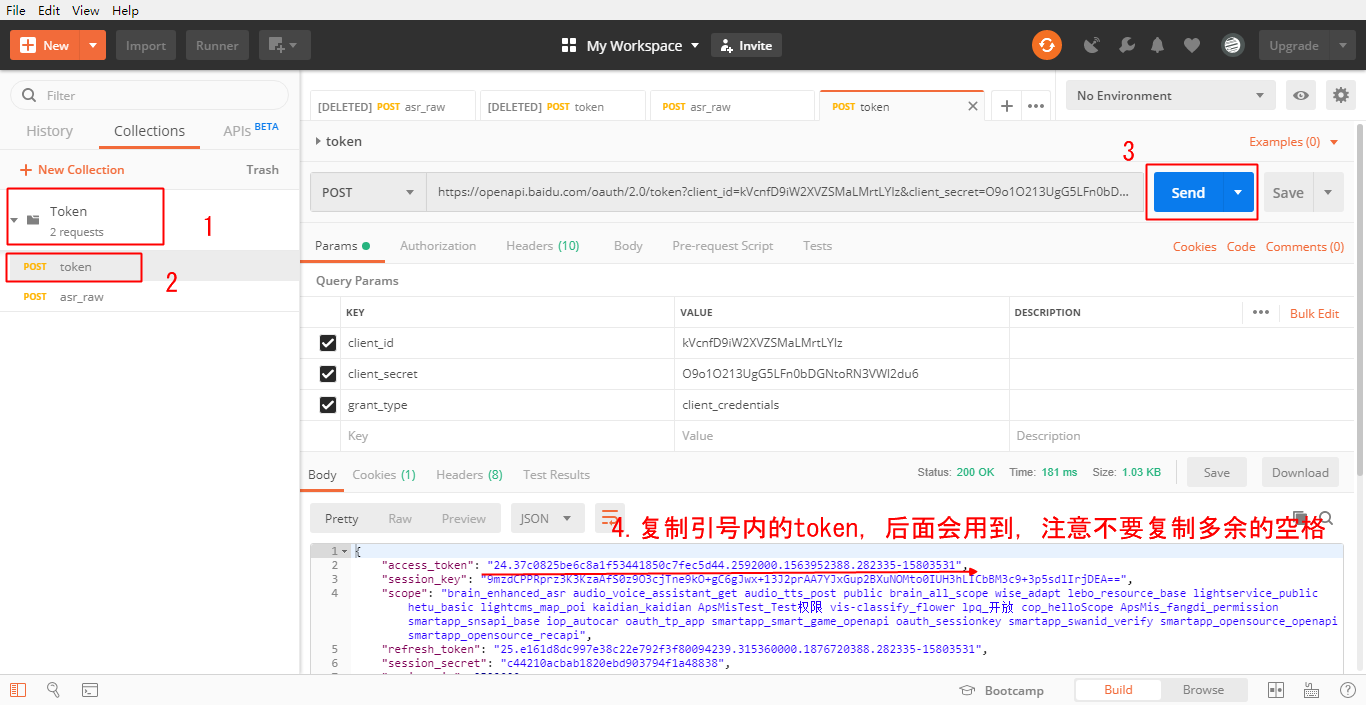 File Edit View Help
New Import Runner My Workspace Invite Upgrade
Filter
History Collections APIs BETA
New Collection Trash
Token
2 requests
1
POST token
2
POST asr_raw
[DELETED] POST asr_raw [DELETED] POST token POST asr_raw POST token No Environment
token Examples (0)
3
POST https://openapi.baidu.com/oauth/2.0/token?client_id=kVcnfD9iW2XVZSMaLMrtLYIz&client_secret=O9o1O213UgG5LFn0bD... Send Save
Params Authorization Headers (10) Body Pre-request Script Tests Cookies Code Comments (0)
Query Params
KEY VALUE DESCRIPTION Bulk Edit
client_id kVcnfD9iW2XVZSMaLMrtLYIz
client_secret O9o1O213UgG5LFn0bDGNtoRN3VWI2du6
grant_type client_credentials
Key Value Description
Body Cookies (1) Headers (8) Test Results Status: 200 OK Time: 181 ms Size: 1.03 KB Save Download
Pretty Raw Preview JSON
4. 复制引号内的token, 后面会用到, 注意不要复制多余的空格
1 {
2 "access_token": "24.37c0825be6c8a1f53441850c7fec5d44.2592000.1563952388.282335-15803531",
3 "session_key": "9mzdCPPRprz3K3KzaAfS0z9O3cjTne9kO+gC6gJwx+13J2prAA7YJxGup2BXuNOMto0IUH3hLICbBM3c9+3p5sdlIrjDEA==",
4 "scope": "brain_enhanced_asr audio_voice_assistant_get audio_tts_post public brain_all_scope wise_adapt lebo_resource_base lightservice_public
hetu_basic lightcms_map_poi kaidian_kaidian ApsMisTest_Test权限 vis-classify_flower lpq_开放 cop_helloScope ApsMis_fangdi_permission
smartapp_snsapi_base iop_autocar oauth_tp_app smartapp_smart_game_openapi oauth_sessionkey smartapp_swanid_verify smartapp_opensource_openapi
smartapp_opensource_recapi",
5 "refresh_token": "25.e161d8dc997e38c22e792f3f80094239.315360000.1876720388.282335-15803531",
6 "session_secret": "c44210acbab1820ebd903794f1a48838",
Bootcamp Build Browse